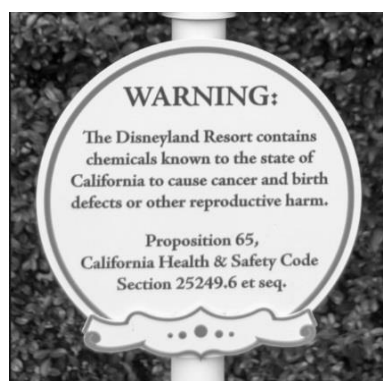 WARNING:
The Disneyland Resort contains
chemicals known to the state of
California to cause cancer and birth
defects or other reproductive harm.
Proposition 65,
California Health & Safety Code
Section 25249.6 et seq.